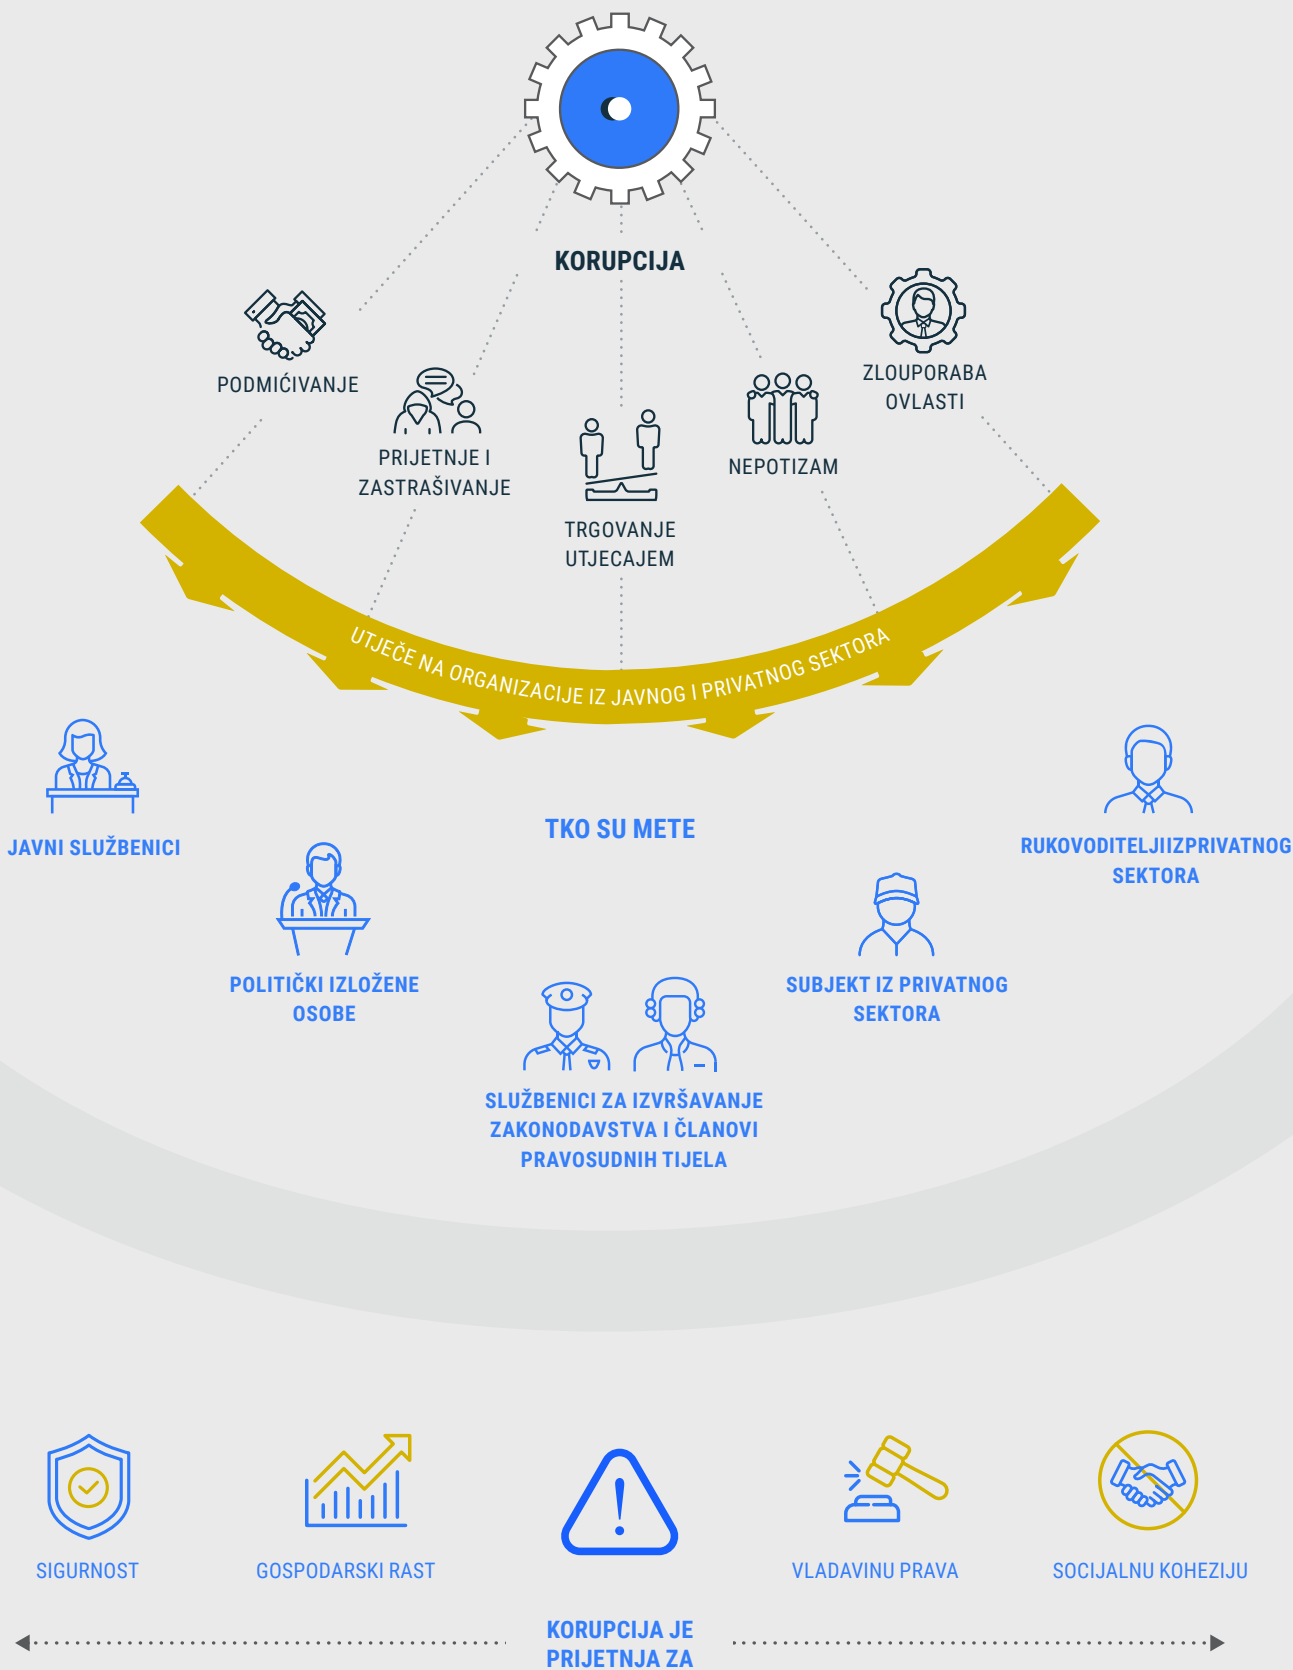 KORUPCIJA
PODMIĆIVANJE
PRIJETNJE I
ZASTRAŠIVANJE
TRGOVANJE
UTJECAJEM
NEPOTIZAM
ZLOUPORABA
OVLASTI
UTJEČE NA ORGANIZACIJE IZ JAVNOG I PRIVATNOG SEKTORA
TKO SU METE
JAVNI SLUŽBENICI
POLITIČKI IZLOŽENE
OSOBE
SLUŽBENICI ZA IZVRŠAVANJE
ZAKONODAVSTVA I ČLANOVI
PRAVOSUDNIH TIJELA
SUBJEKT IZ PRIVATNOG
SEKTORA
RUKOVODITELJIIZPRIVATNOG
SEKTORA
SIGURNOST
GOSPODARSKI RAST
VLADAVINU PRAVA
SOCIJALNU KOHEZIJU
KORUPCIJA JE
PRIJETNJA ZA